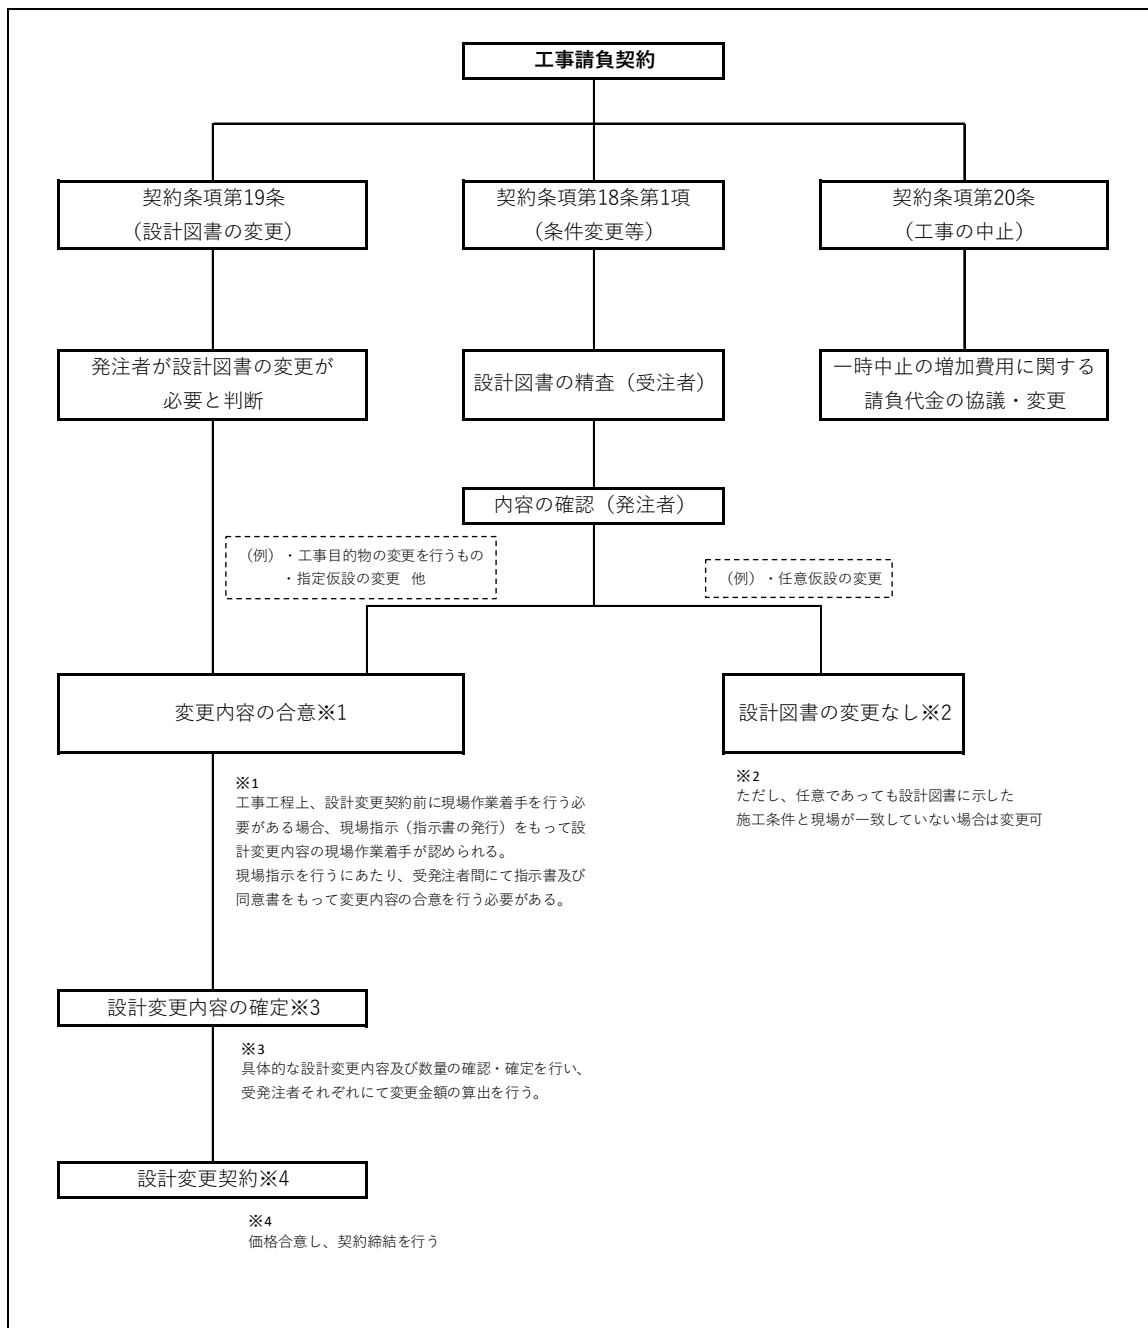 工事請負契約
契約条項第19条
（設計図書の変更）
契約条項第18条第1項
（条件変更等）
契約条項第20条
（工事の中止）
発注者が設計図書の変更が
必要と判断
設計図書の精査（受注者）
一時中止の増加費用に関する
請負代金の協議・変更
内容の確認（発注者）
（例）・工事目的物の変更を行うもの
・指定仮設の変更 他
（例）・任意仮設の変更
変更内容の合意※1
設計図書の変更なし※2
※1
工事工程上、設計変更契約前に現場作業着手を行う必
要がある場合、現場指示（指示書の発行）をもって設
計変更内容の現場作業着手が認められる。
現場指示を行うにあたり、受発注者間にて指示書及び
同意書をもって変更内容の合意を行う必要がある。
※2
ただし、任意であっても設計図書に示した
施工条件と現場が一致していない場合は変更可
設計変更内容の確定※3
※3
具体的な設計変更内容及び数量の確認・確定を行い、
受発注者それぞれにて変更金額の算出を行う。
設計変更契約※4
※4
価格合意し、契約締結を行う